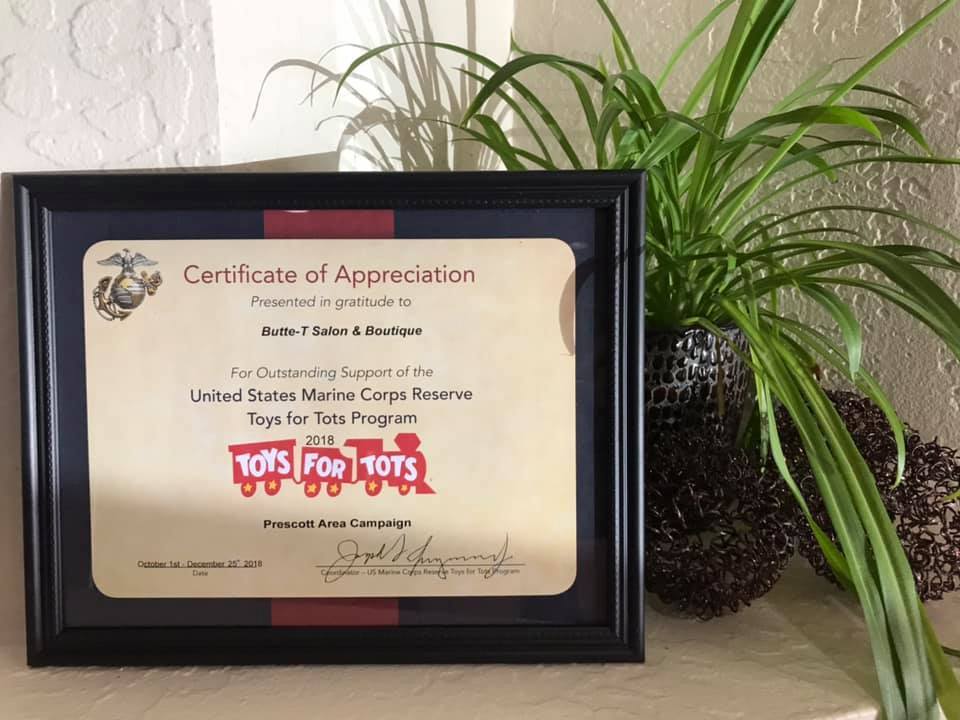 Certificate of Appreciation
Presented in gratitude to
Butte-T Salon & Boutique
For Outstanding Support of the
United States Marine Corps Reserve
Toys for Tots Program
2018
TOYS FOR TOTS
Prescott Area Campaign
October 1st - December 25th 2018
Date
Coordinator – US Marine Corps Reserve Toys for Tots Program